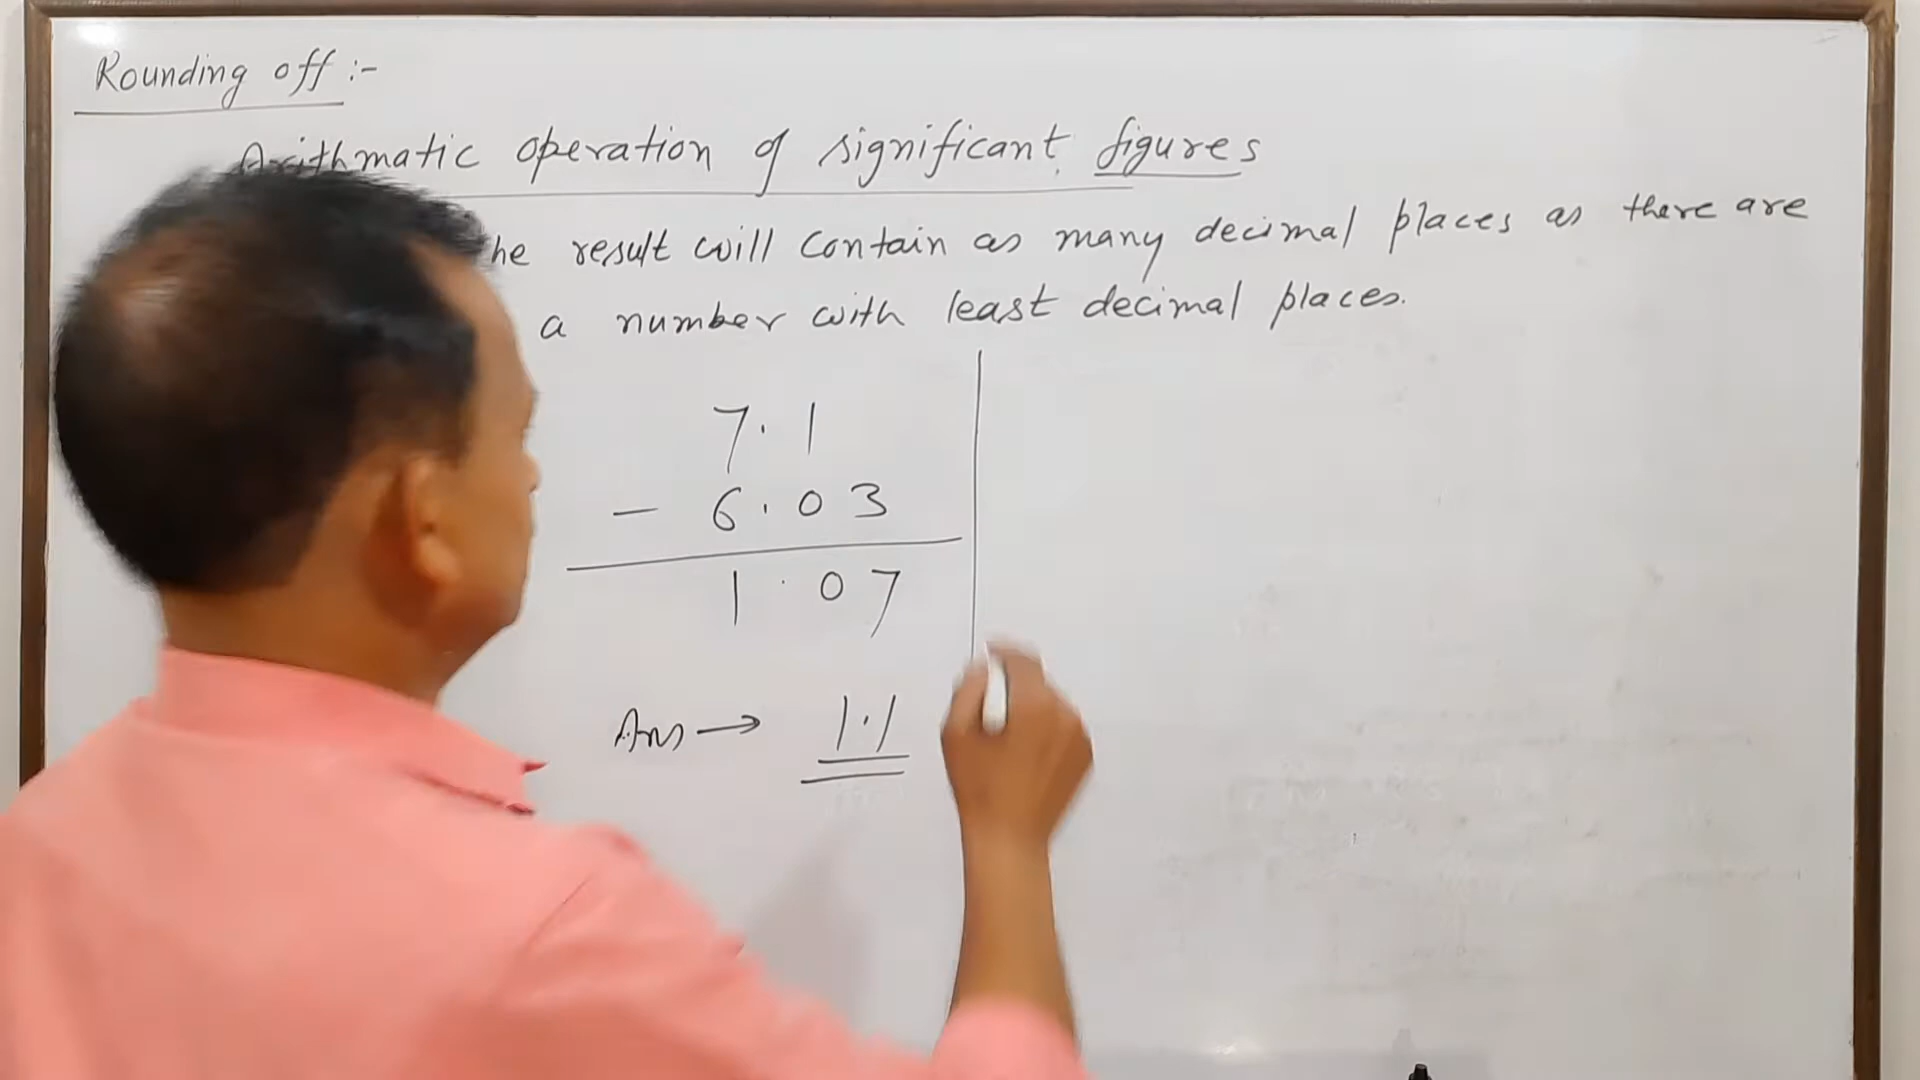 Rounding off :-
Arithmatic operation of significant figures
he result will contain as many decimal places as there are
a number with least decimal places.
7.1
- 6.03
1.07
Ans → 1.1